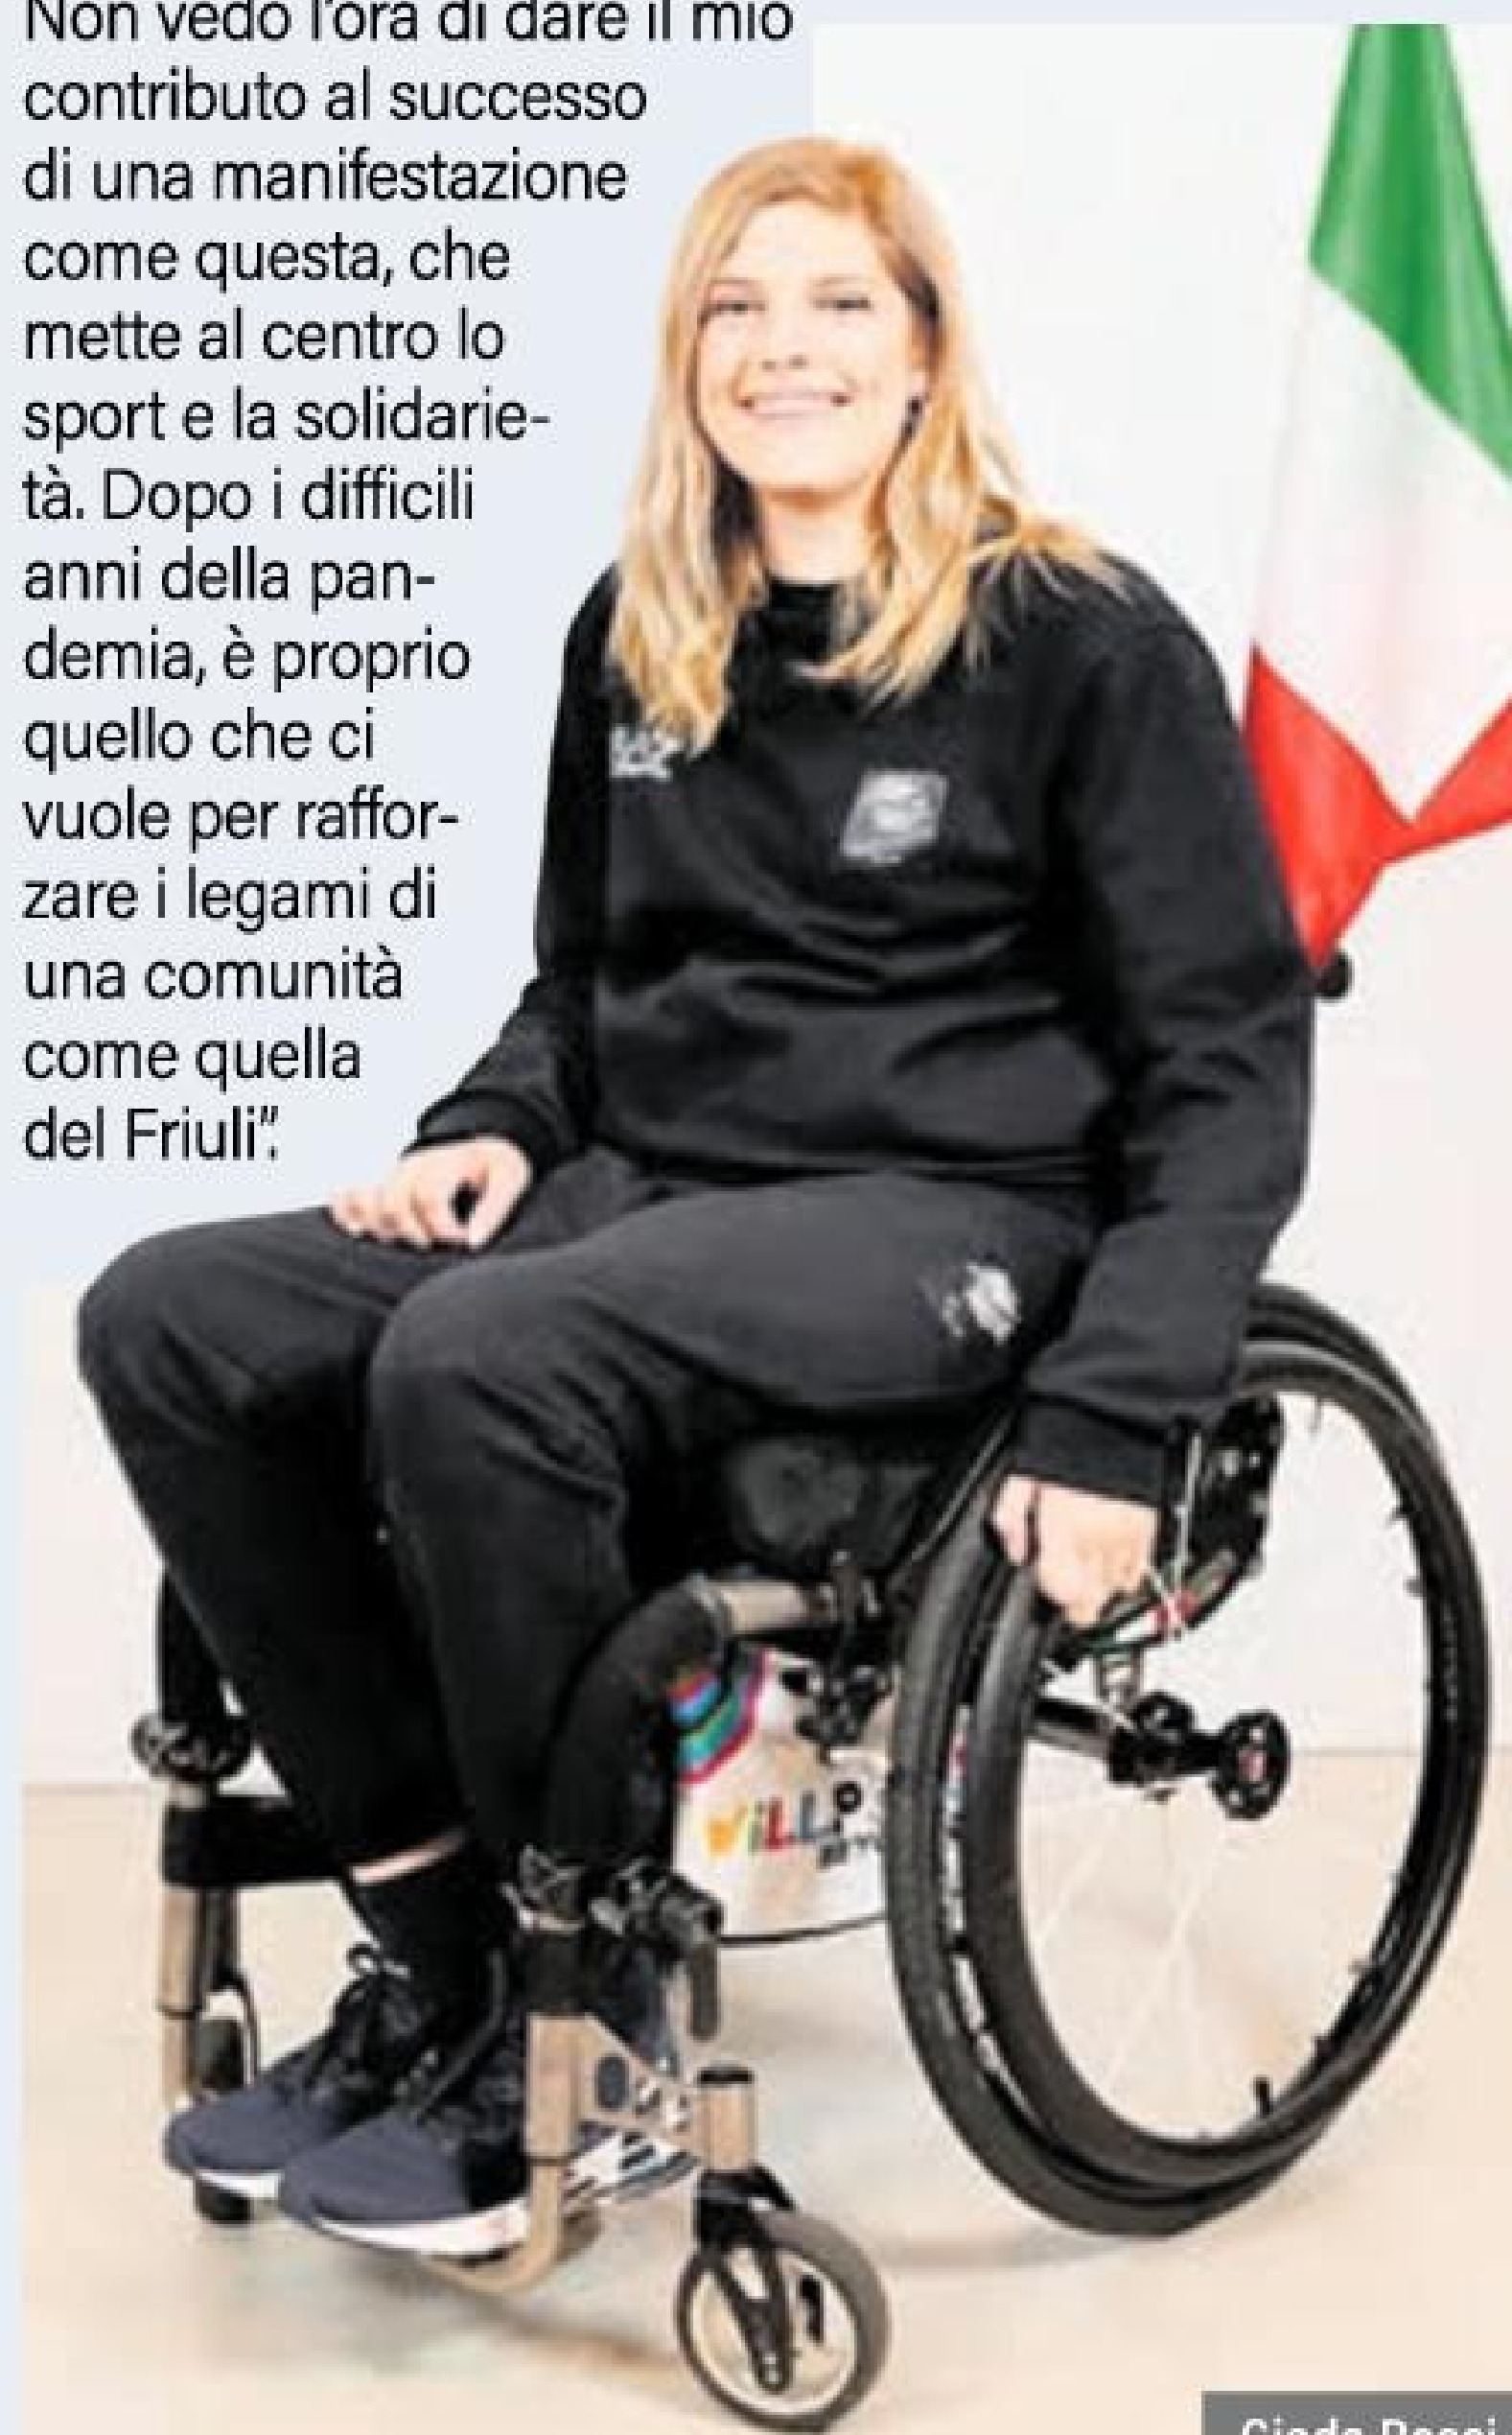 Non vedo l'ora di dare il mio
contributo al successo
di una manifestazione
come questa, che
mette al centro lo
sport e la solidarie-
tà. Dopo i difficili
anni della pan-
demia, è proprio
quello che ci
vuole per raffor-
zare i legami di
una comunità
come quella
del Friuli".